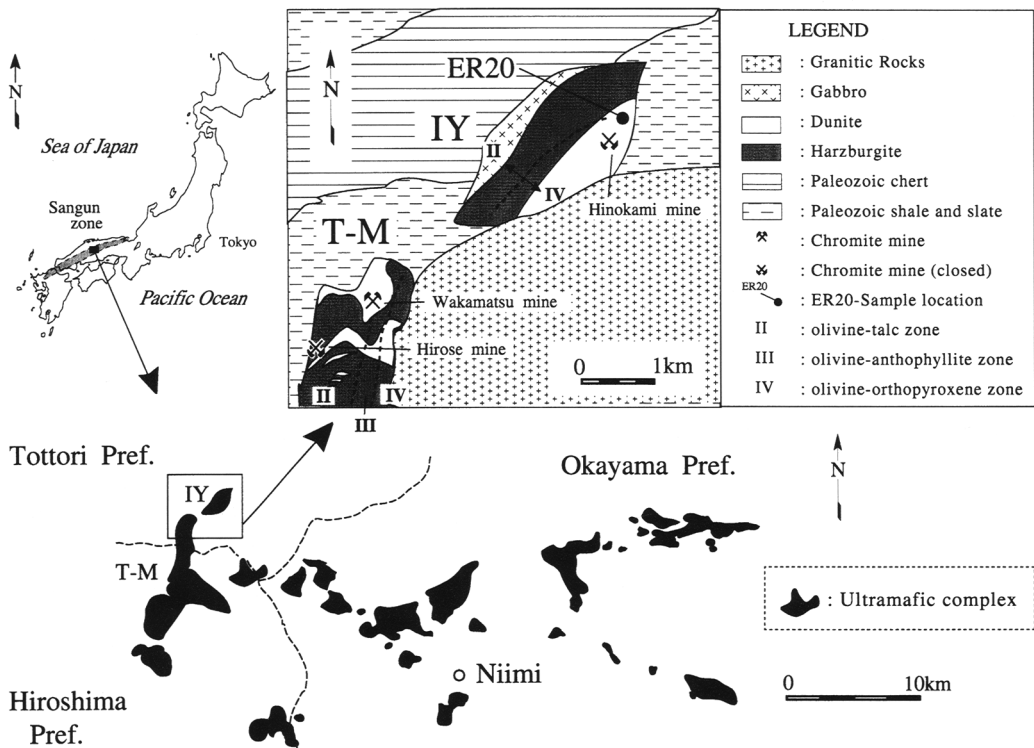 N
Sea of Japan
Sangun
zone
Tokyo
Pacific Ocean
N
ER20
IY
II
IV
Hinokami mine
T-M
Wakamatsu mine
Hirose mine
0 1km
II
IV
III
LEGEND
: Granitic Rocks
: Gabbro
: Dunite
: Harzburgite
: Paleozoic chert
: Paleozoic shale and slate
: Chromite mine
: Chromite mine (closed)
ER20
: ER20-Sample location
II : olivine-talc zone
III : olivine-anthophyllite zone
IV : olivine-orthopyroxene zone
Tottori Pref.
Okayama Pref.
N
IY
T-M
: Ultramafic complex
Niimi
Hiroshima
Pref.
0 10km